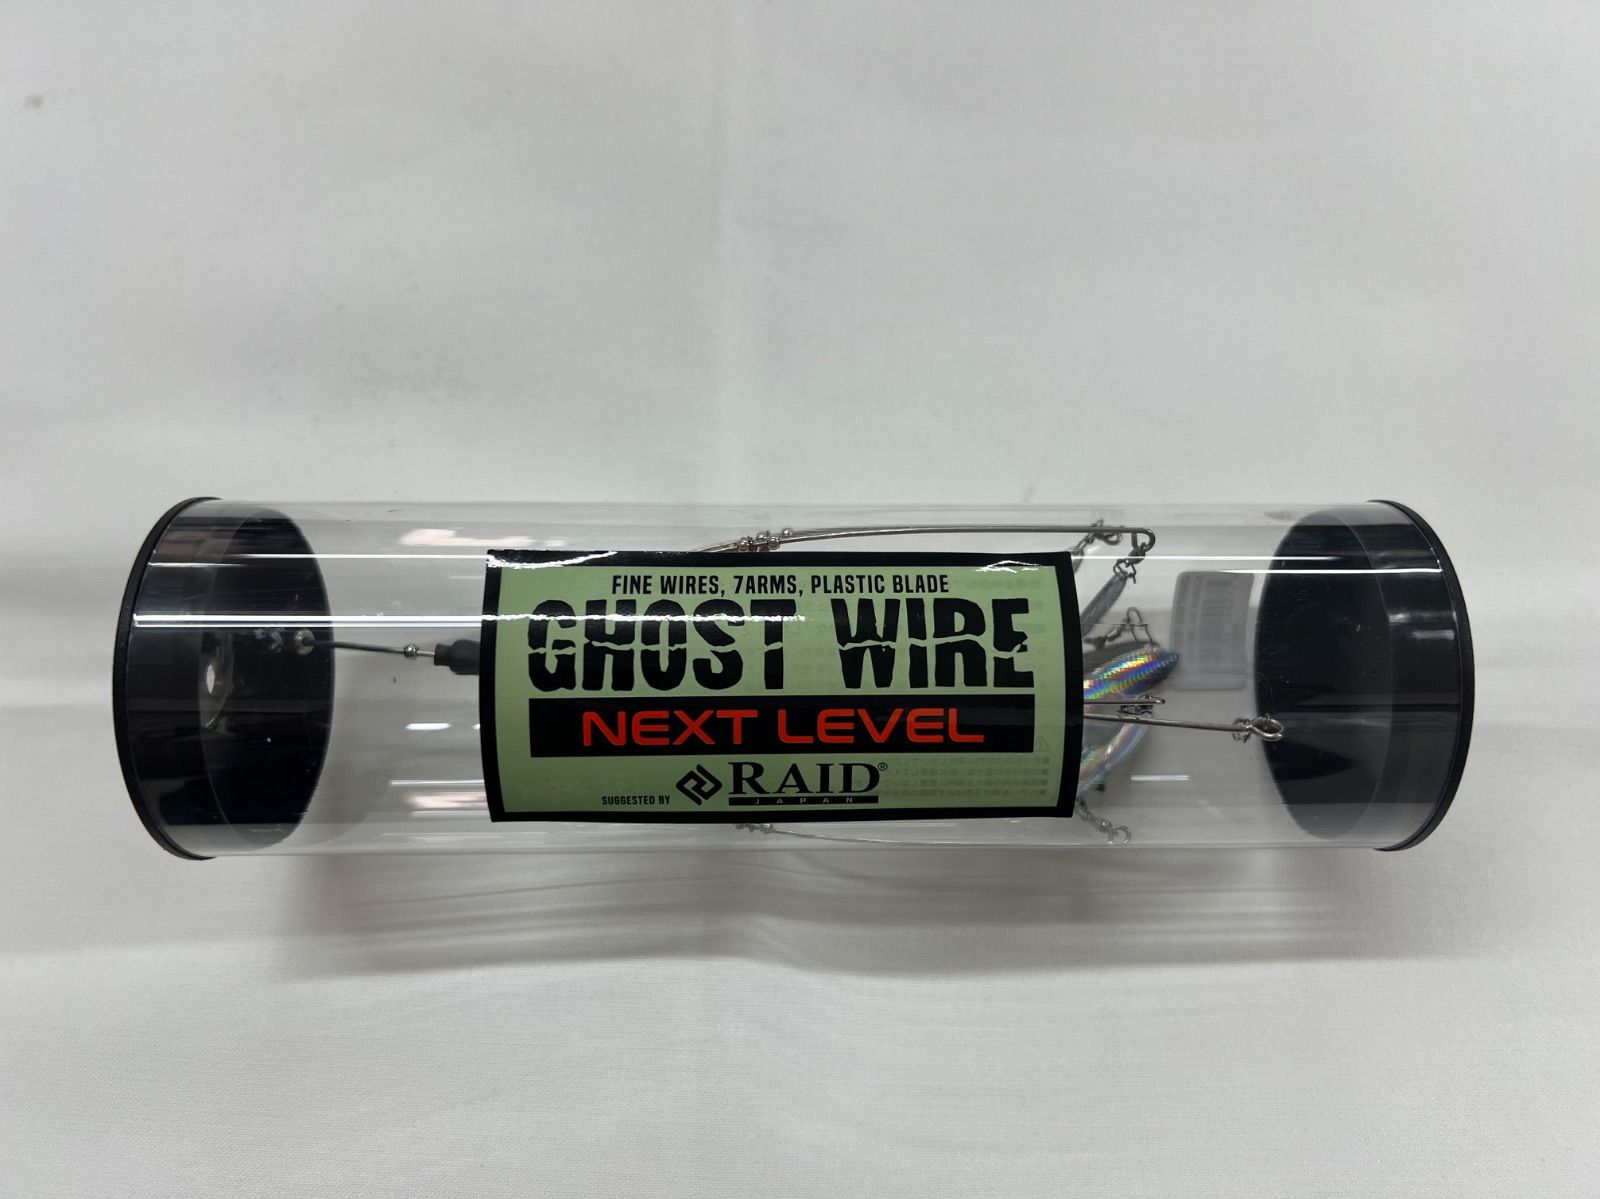 FINE WIRES, 7ARMS, PLASTIC BLADE
GHOST WIRE
NEXT LEVEL
SUGGESTED BY RAID®
JAPAN